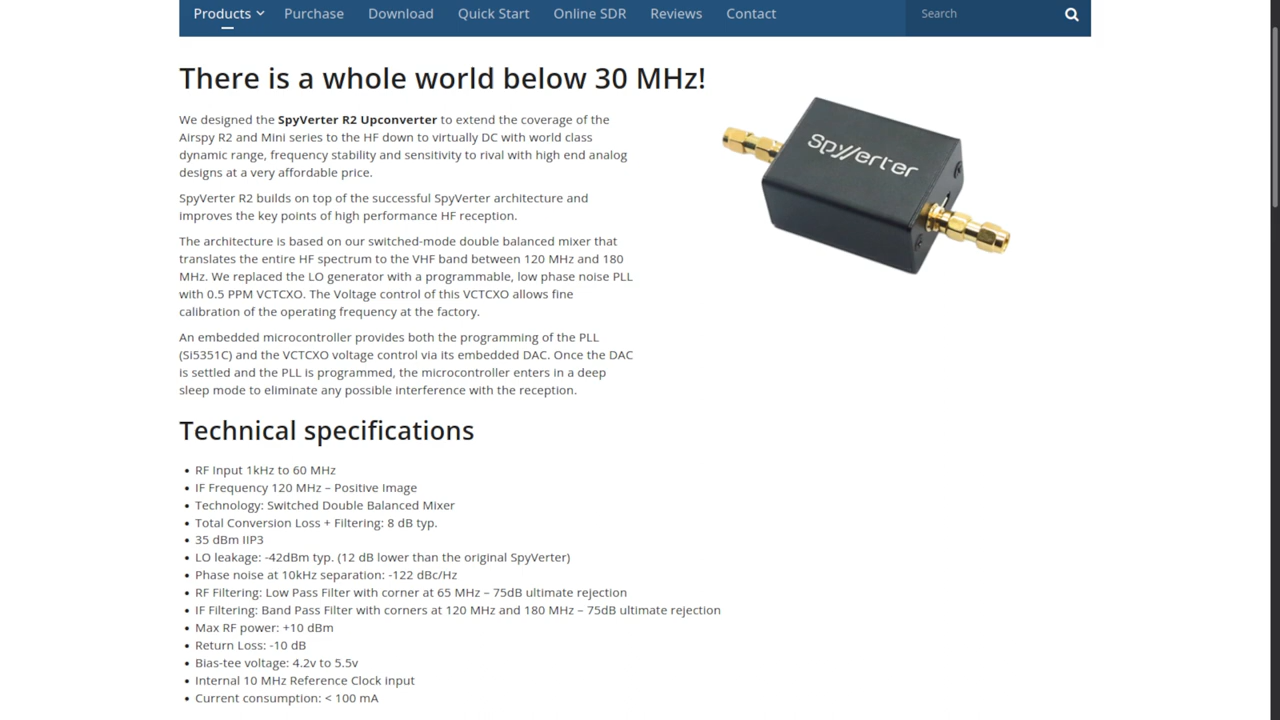 Products Purchase Download Quick Start Online SDR Reviews Contact Search
There is a whole world below 30 MHz!
We designed the SpyVerter R2 Upconverter to extend the coverage of the
Airspy R2 and Mini series to the HF down to virtually DC with world class
dynamic range, frequency stability and sensitivity to rival with high end analog
designs at a very affordable price.
SpyVerter R2 builds on top of the successful SpyVerter architecture and
improves the key points of high performance HF reception.
The architecture is based on our switched-mode double balanced mixer that
translates the entire HF spectrum to the VHF band between 120 MHz and 180
MHz. We replaced the LO generator with a programmable, low phase noise PLL
with 0.5 PPM VCTCXO. The Voltage control of this VCTCXO allows fine
calibration of the operating frequency at the factory.
An embedded microcontroller provides both the programming of the PLL
(Si5351C) and the VCTCXO voltage control via its embedded DAC. Once the DAC
is settled and the PLL is programmed, the microcontroller enters in a deep
sleep mode to eliminate any possible interference with the reception.
SpyVerter
Technical specifications
• RF Input 1kHz to 60 MHz
• IF Frequency 120 MHz – Positive Image
• Technology: Switched Double Balanced Mixer
• Total Conversion Loss + Filtering: 8 dB typ.
• 35 dBm IIP3
• LO leakage: -42dBm typ. (12 dB lower than the original SpyVerter)
• Phase noise at 10kHz separation: -122 dBc/Hz
• RF Filtering: Low Pass Filter with corner at 65 MHz – 75dB ultimate rejection
• IF Filtering: Band Pass Filter with corners at 120 MHz and 180 MHz – 75dB ultimate rejection
• Max RF power: +10 dBm
• Return Loss: -10 dB
• Bias-tee voltage: 4.2v to 5.5v
• Internal 10 MHz Reference Clock input
• Current consumption: < 100 mA